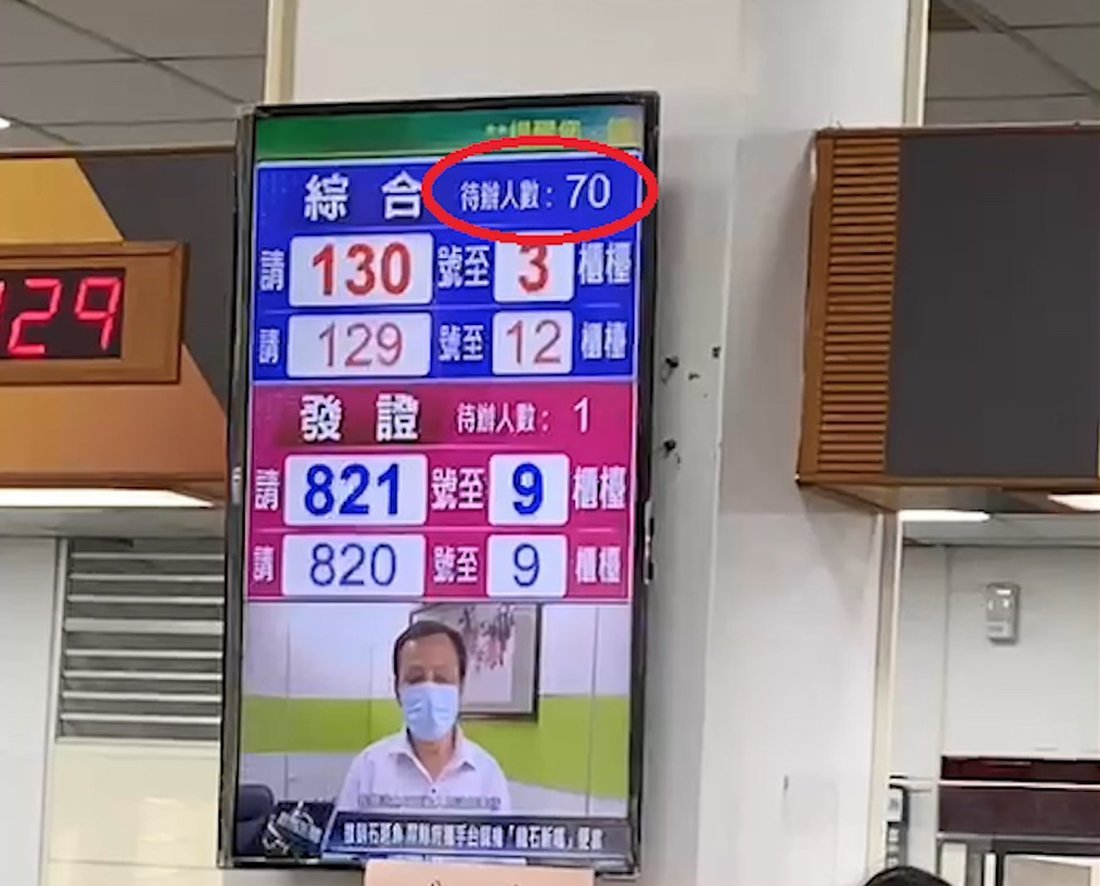 綜合 待辦人數：70
請 130 號至 3 櫃檯
請 129 號至 12 櫃檯
29
發證 待辦人數：1
請 821 號至 9 櫃檯
請 820 號至 9 櫃檯